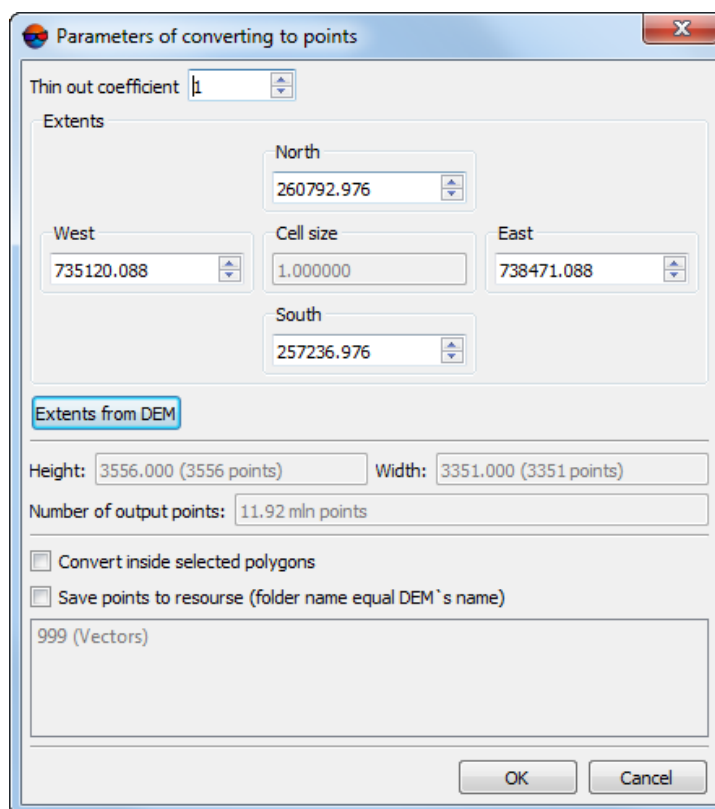 Parameters of converting to points
Thin out coefficient 1
Extents
North
260792.976
West Cell size East
735120.088 1.000000 738471.088
South
257236.976
Extents from DEM
Height: 3556.000 (3556 points) Width: 3351.000 (3351 points)
Number of output points: 11.92 mln points
Convert inside selected polygons
Save points to resourse (folder name equal DEM`s name)
999 (Vectors)
OK Cancel